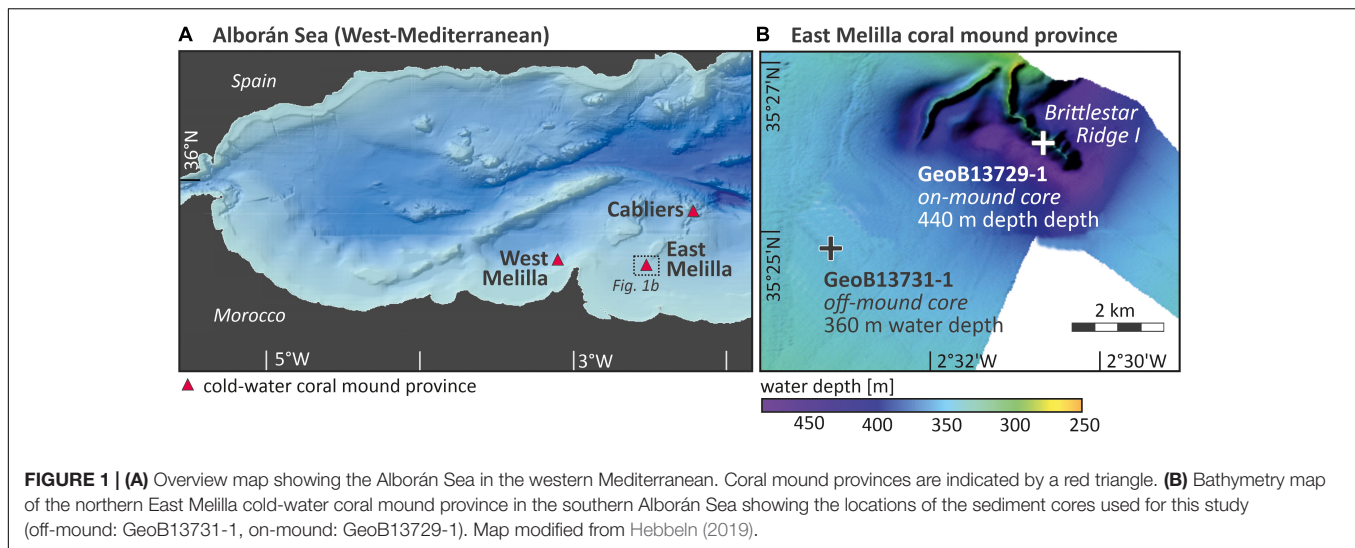 A Alborán Sea (West-Mediterranean)
Spain
36°N
Cabliers
West
Melilla
East
Melilla
Fig. 1b
Morocco
5°W
3°W
cold-water coral mound province
B East Melilla coral mound province
35°27'N
Brittlestar
Ridge I
GeoB13729-1
on-mound core
440 m depth depth
35°25'N
GeoB13731-1
off-mound core
360 m water depth
2 km
2°32'W
2°30'W
water depth [m]
450 400 350 300 250
FIGURE 1 | (A) Overview map showing the Alborán Sea in the western Mediterranean. Coral mound provinces are indicated by a red triangle. (B) Bathymetry map
of the northern East Melilla cold-water coral mound province in the southern Alborán Sea showing the locations of the sediment cores used for this study
(off-mound: GeoB13731-1, on-mound: GeoB13729-1). Map modified from Hebbeln (2019).